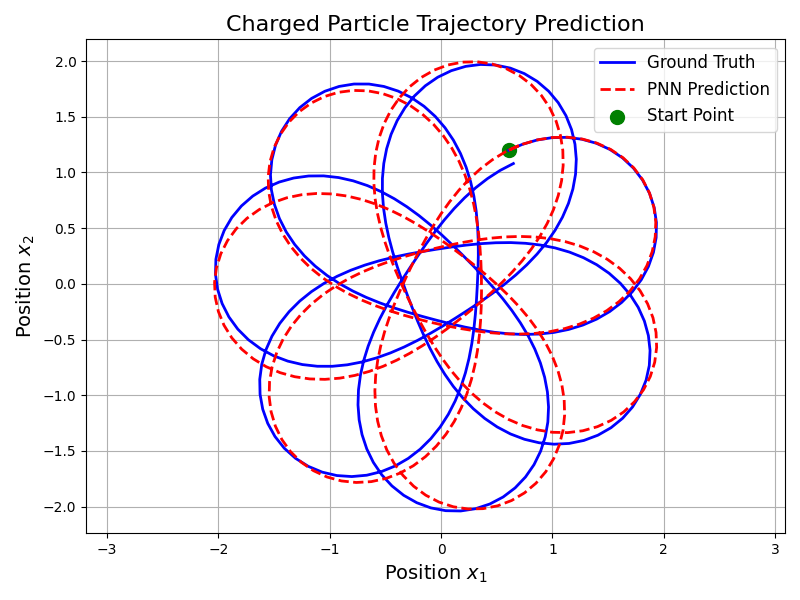 Charged Particle Trajectory Prediction
Ground Truth
PNN Prediction
Start Point
2.0
1.5
1.0
0.5
0.0
−0.5
−1.0
−1.5
−2.0
Position x₂
−3 −2 −1 0 1 2 3
Position x₁